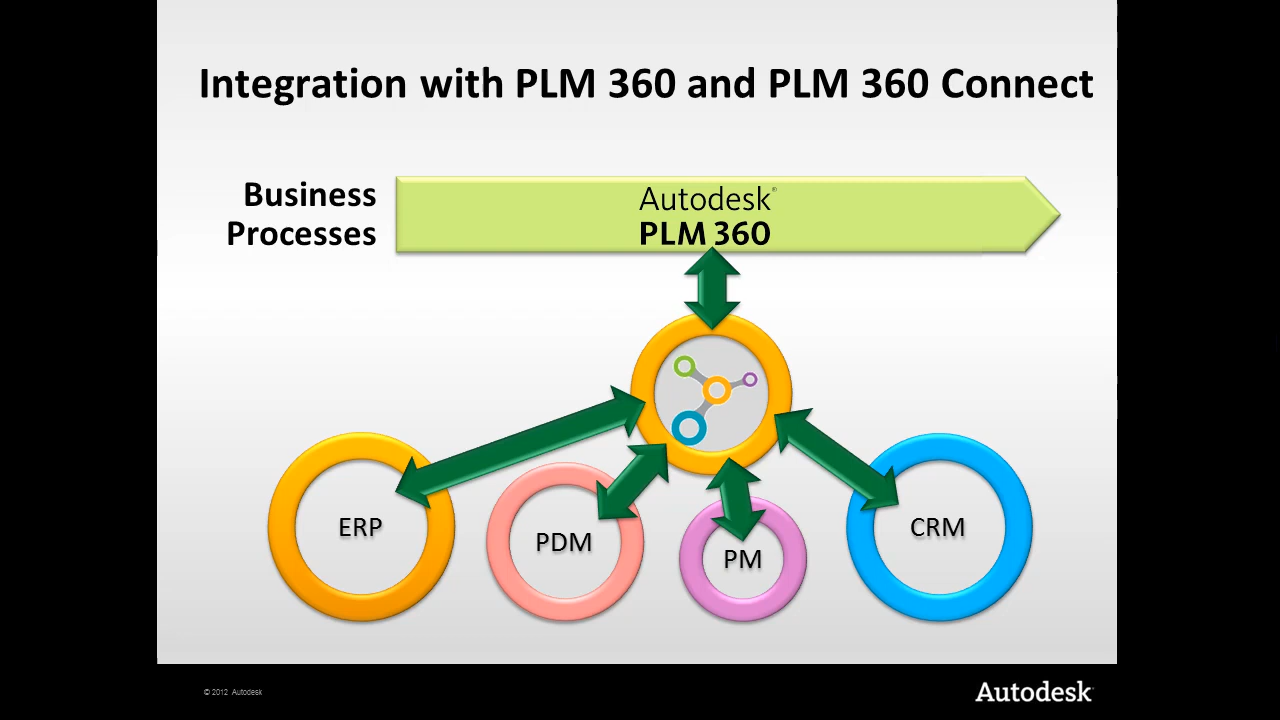 Integration with PLM 360 and PLM 360 Connect
Business
Processes
Autodesk®
PLM 360
ERP
PDM
PM
CRM
© 2012 Autodesk
Autodesk